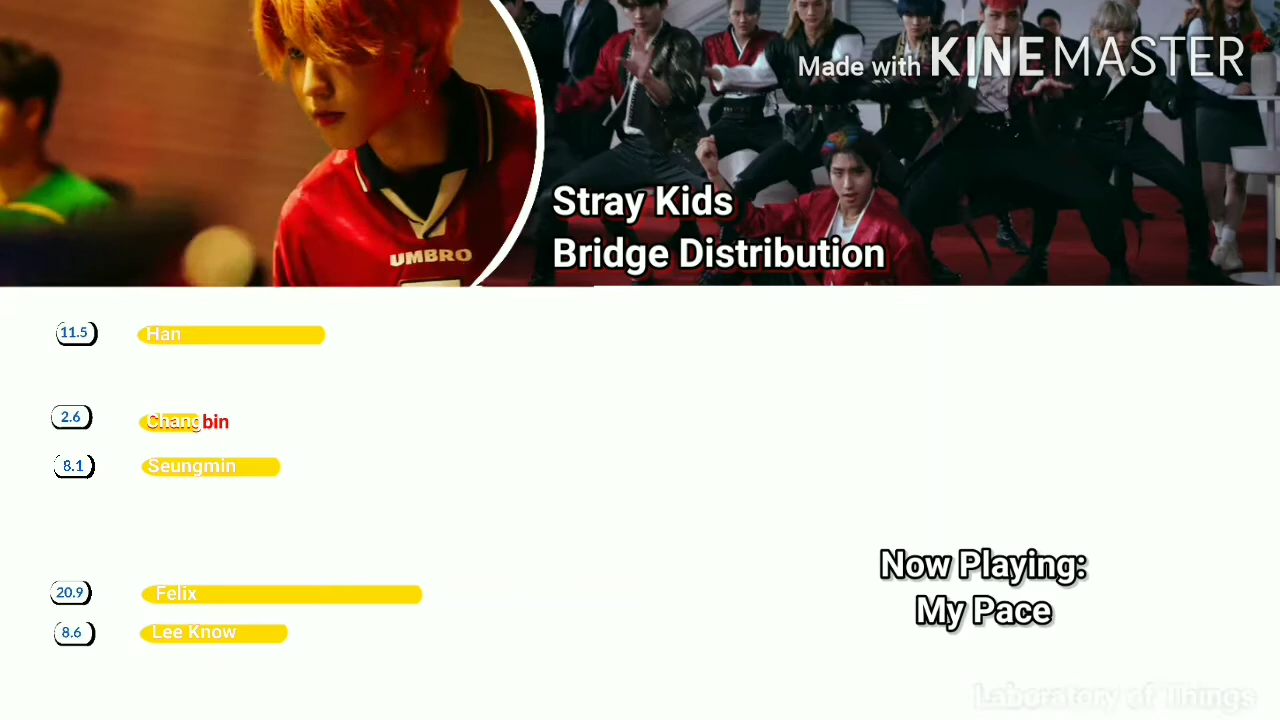 Made with KINEMASTER
UMBRO
Stray Kids
Bridge Distribution
11.5 Han
2.6 Changbin
8.1 Seungmin
20.9 Felix
8.6 Lee Know
Now Playing:
My Pace
Laboratory of Things